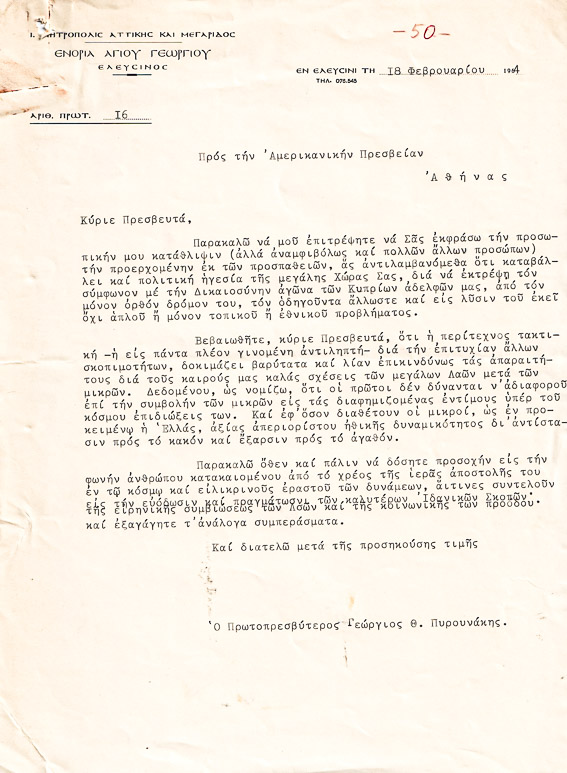 Ι. ΜΗΤΡΟΠΟΛΙΣ ΑΤΤΙΚΗΣ ΚΑΙ ΜΕΓΑΡΙΔΟΣ
ΕΝΟΡΙΑ ΑΓΙΟΥ ΓΕΩΡΓΙΟΥ
ΕΛΕΥΣΙΝΟΣ
-50-
ΕΝ ΕΛΕΥΣΙΝΙ ΤΗ 18 Φεβρουαρίου 1964
ΤΗΛ. 075.545
ΑΡΙΘ. ΠΡΩΤ. 16
Πρός τήν Ἀμερικανικήν Πρεσβείαν
Ἀ θ ή ν α ς
Κύριε Πρεσβευτά,
Παρακαλῶ νά μοῦ ἐπιτρέψητε νά Σᾶς ἐκφράσω τήν προσω-
πικήν μου κατάθλιψιν (ἀλλά ἀναμφιβόλως καί πολλῶν ἄλλων προσώπων)
τήν προερχομένην ἐκ τῶν προσπαθειῶν, ἅς ἀντιλαμβανόμεθα ὅτι καταβάλ-
λει καί πολιτική ἡγεσία τῆς μεγάλης Χώρας Σας, διά νά ἐκτρέψῃ τόν
σύμφωνον μέ τήν Δικαιοσύνην ἀγῶνα τῶν Κυπρίων ἀδελφῶν μας, ἀπό τόν
μόνον ὀρθόν δρόμον του, τόν ὁδηγοῦντα ἄλλωστε καί εἰς λύσιν τοῦ ἐκεῖ
ὄχι ἁπλοῦ ἤ μόνον τοπικοῦ ἤ ἐθνικοῦ προβλήματος.
Βεβαιωθῆτε, κύριε Πρεσβευτά, ὅτι ἡ περίτεχνος τακτι-
κή -ἡ εἰς πάντα πλέον γινομένη ἀντιληπτή- διά τήν ἐπιτυχίαν ἄλλων
σκοπιμοτήτων, δοκιμάζει βαρύτατα καί λίαν ἐπικινδύνως τάς ἀπαραιτή-
τους διά τούς καιρούς μας καλάς σχέσεις τῶν μεγάλων Λαῶν μετά τῶν
μικρῶν. Δεδομένου, ὡς νομίζω, ὅτι οἱ πρῶτοι δέν δύνανται ν'ἀδιαφοροῦν
ἐπί τήν συμβολήν τῶν μικρῶν εἰς τάς διαφημιζομένας ἐντίμους ὑπέρ τοῦ
κόσμου ἐπιδιώξεις των. Καί ἐφ'ὅσον διαθέτουν οἱ μικροί, ὡς ἐν προ-
κειμένῳ ἡ Ἑλλάς, ἀξίας ἀπεριορίστου ἠθικῆς δυναμικότητος δι'ἀντίστα-
σιν πρός τό κακόν καί ἔξαρσιν πρός τό ἀγαθόν.
Παρακαλῶ ὅθεν καί πάλιν νά δόσητε προσοχήν εἰς τήν
φωνήν ἀνθρώπου κατακαιομένου ἀπό τό χρέος τῆς ἱερᾶς ἀποστολῆς του
ἐν τῷ κόσμῳ καί εἰλικρινοῦς ἐραστοῦ τῶν δυνάμεων, αἵτινες συντελοῦν
εἰς τήν εὐόδωσιν καί πραγμάτωσιν τῶν καλυτέρων Ἰδανικῶν Σκοπῶν·
τῆς εἰρηνικῆς συμβιώσεως τῶν Λαῶν καί τῆς κοινωνικῆς των προόδου.
καί ἐξαγάγητε τ'ἀνάλογα συμπεράσματα.
Καί διατελῶ μετά τῆς προσηκούσης τιμῆς
Ὁ Πρωτοπρεσβύτερος Γεώργιος Θ. Πυρουνάκης.